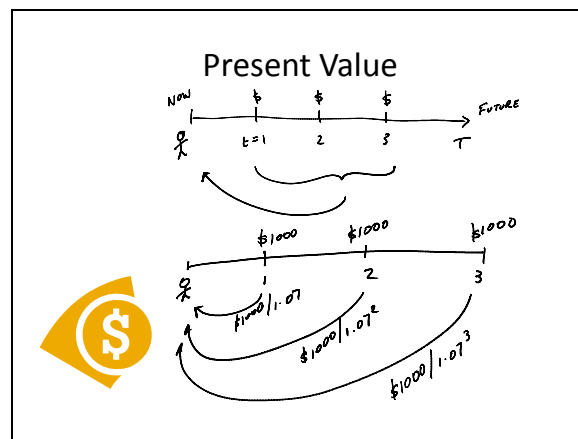 Present Value
NOW $ $ $ FUTURE
t=1 2 3 T
$1000 $1000 $1000
1 2 3
$1000/1.07
$1000/1.07²
$1000/1.07³
$